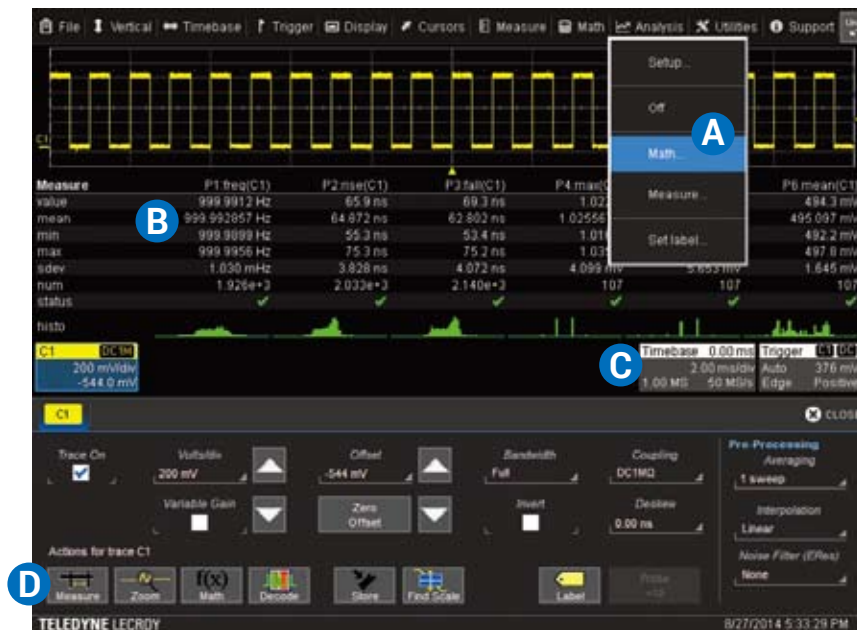 File Vertical Timebase Trigger Display Cursors Measure Math Analysis Utilities Support
Setup...
Off
A
Math...
Measure...
Set label...
C1
Measure P1:freq(C1) P2:rise(C1) P3:fall(C1) P6:mean(C1)
value 999.9912 Hz 65.9 ns 69.3 ns 494.3 mV
B
mean 999.992857 Hz 64.872 ns 62.802 ns 495.097 mV
min 999.9899 Hz 55.3 ns 53.4 ns 492.2 mV
max 999.9956 Hz 75.3 ns 75.2 ns 497.8 mV
sdev 1.030 mHz 3.828 ns 4.072 ns 4.099 mV 5.653 mV 1.645 mV
num 1.926e+3 2.033e+3 2.140e+3 107 107 107
status
histo
C1 DC1M
200 mV/div
-544.0 mV
C
Timebase 0.00 ms
2.00 ms/div
1.00 MS 50 MS/s
Trigger C1 DC
Auto 376 mV
Edge Positive
C1
CLOSE
Trace On
Volts/div
200 mV
Variable Gain
Offset
-544 mV
Zero
Offset
Bandwidth
Full
Invert
Coupling
DC1MΩ
Deskew
0.00 ns
Pre-Processing
Averaging
1 sweep
Interpolation
Linear
Noise Filter (ERes)
None
Actions for trace C1
D
Measure
Zoom
f(x)
Math
Decode
Store
Find Scale
Label
TELEDYNE LECROY
8/27/2014 5:33:29 PM